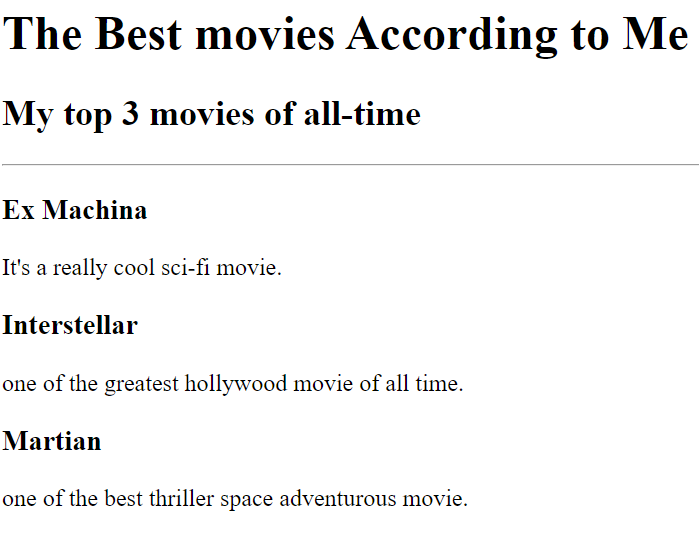 The Best movies According to Me
My top 3 movies of all-time
Ex Machina
It's a really cool sci-fi movie.
Interstellar
one of the greatest hollywood movie of all time.
Martian
one of the best thriller space adventurous movie.